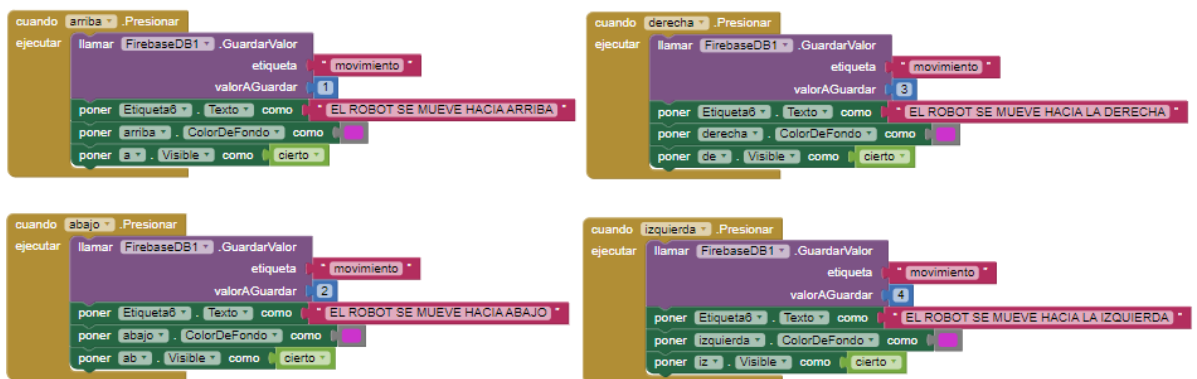 cuando arriba .Presionar
ejecutar llamar FirebaseDB1 .GuardarValor
etiqueta " movimiento "
valorAGuardar 1
poner Etiqueta6 . Texto como " EL ROBOT SE MUEVE HACIA ARRIBA "
poner arriba . ColorDeFondo como
poner a . Visible como cierto
cuando derecha .Presionar
ejecutar llamar FirebaseDB1 .GuardarValor
etiqueta " movimiento "
valorAGuardar 3
poner Etiqueta6 . Texto como " EL ROBOT SE MUEVE HACIA LA DERECHA "
poner derecha . ColorDeFondo como
poner de . Visible como cierto
cuando abajo .Presionar
ejecutar llamar FirebaseDB1 .GuardarValor
etiqueta " movimiento "
valorAGuardar 2
poner Etiqueta6 . Texto como " EL ROBOT SE MUEVE HACIA ABAJO "
poner abajo . ColorDeFondo como
poner ab . Visible como cierto
cuando izquierda .Presionar
ejecutar llamar FirebaseDB1 .GuardarValor
etiqueta " movimiento "
valorAGuardar 4
poner Etiqueta6 . Texto como " EL ROBOT SE MUEVE HACIA LA IZQUIERDA "
poner izquierda . ColorDeFondo como
poner iz . Visible como cierto